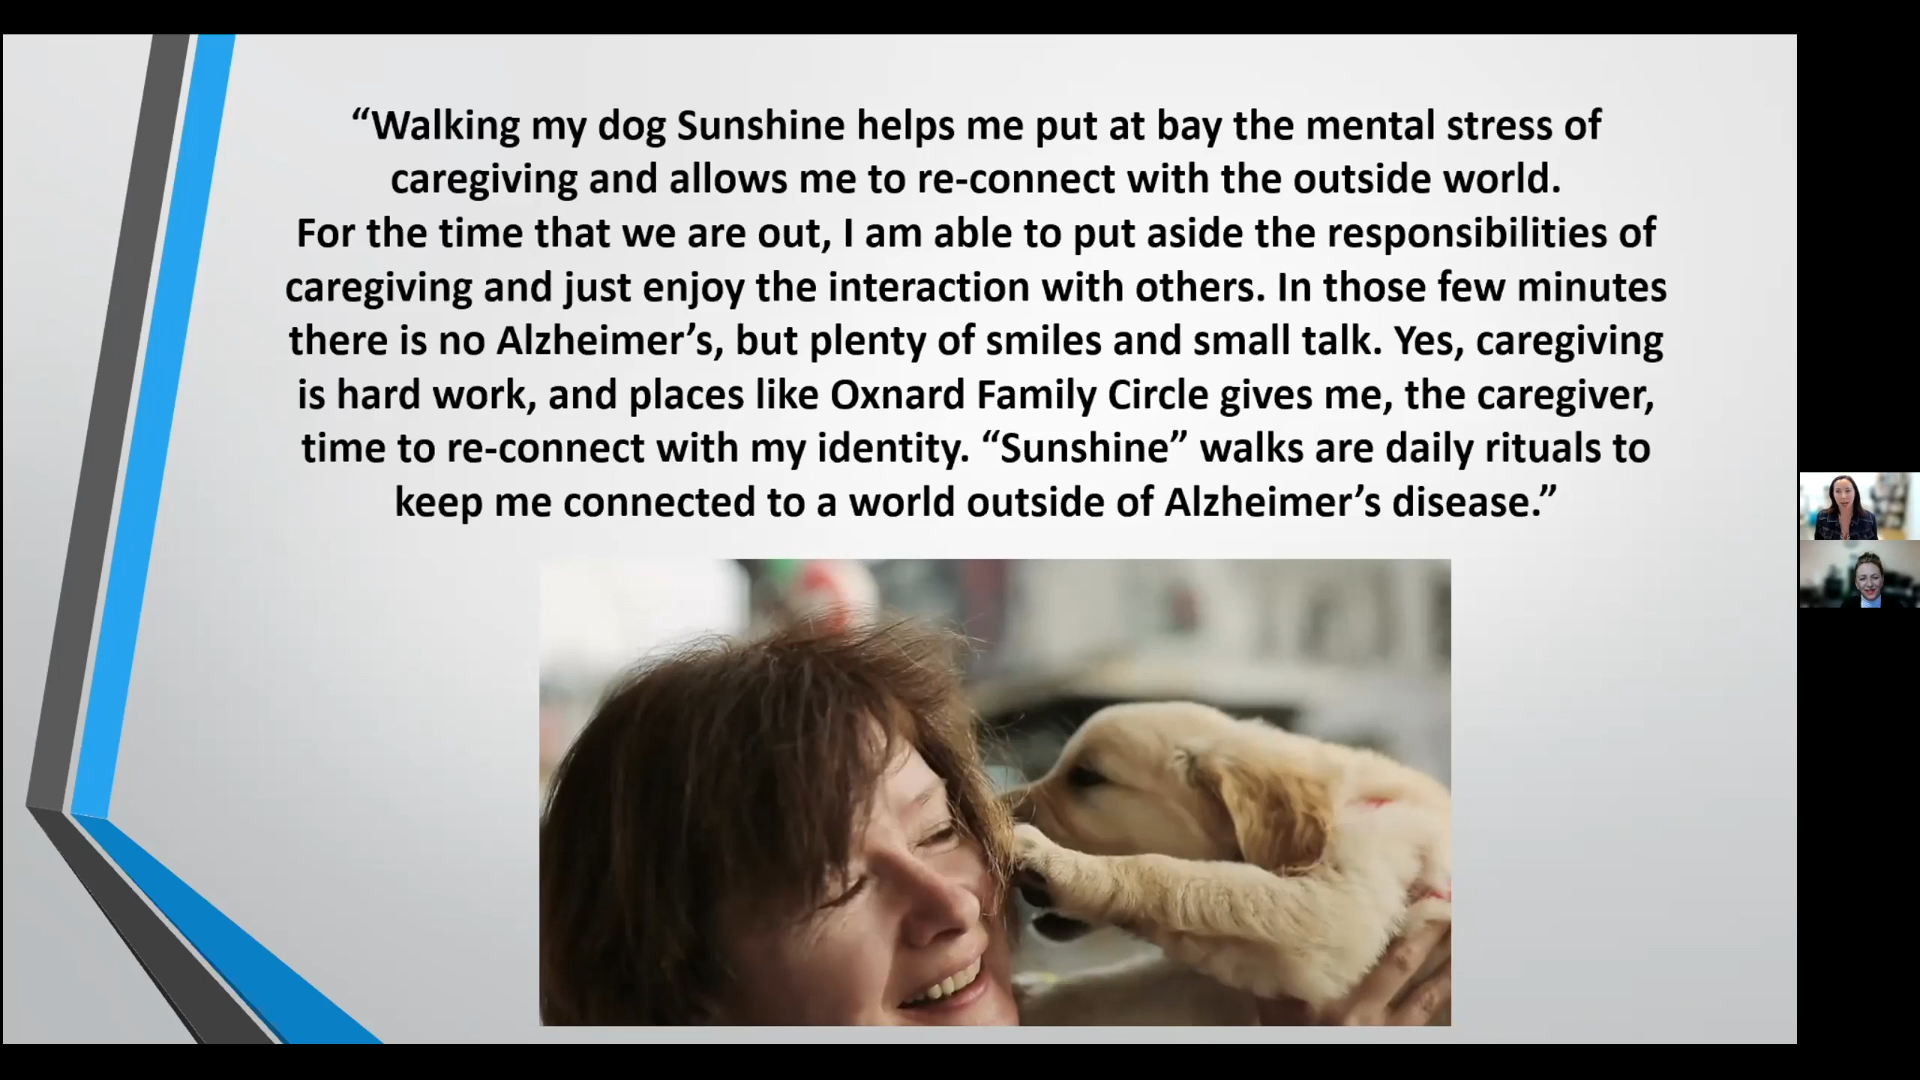 “Walking my dog Sunshine helps me put at bay the mental stress of
caregiving and allows me to re-connect with the outside world.
For the time that we are out, I am able to put aside the responsibilities of
caregiving and just enjoy the interaction with others. In those few minutes
there is no Alzheimer’s, but plenty of smiles and small talk. Yes, caregiving
is hard work, and places like Oxnard Family Circle gives me, the caregiver,
time to re-connect with my identity. “Sunshine” walks are daily rituals to
keep me connected to a world outside of Alzheimer’s disease.”